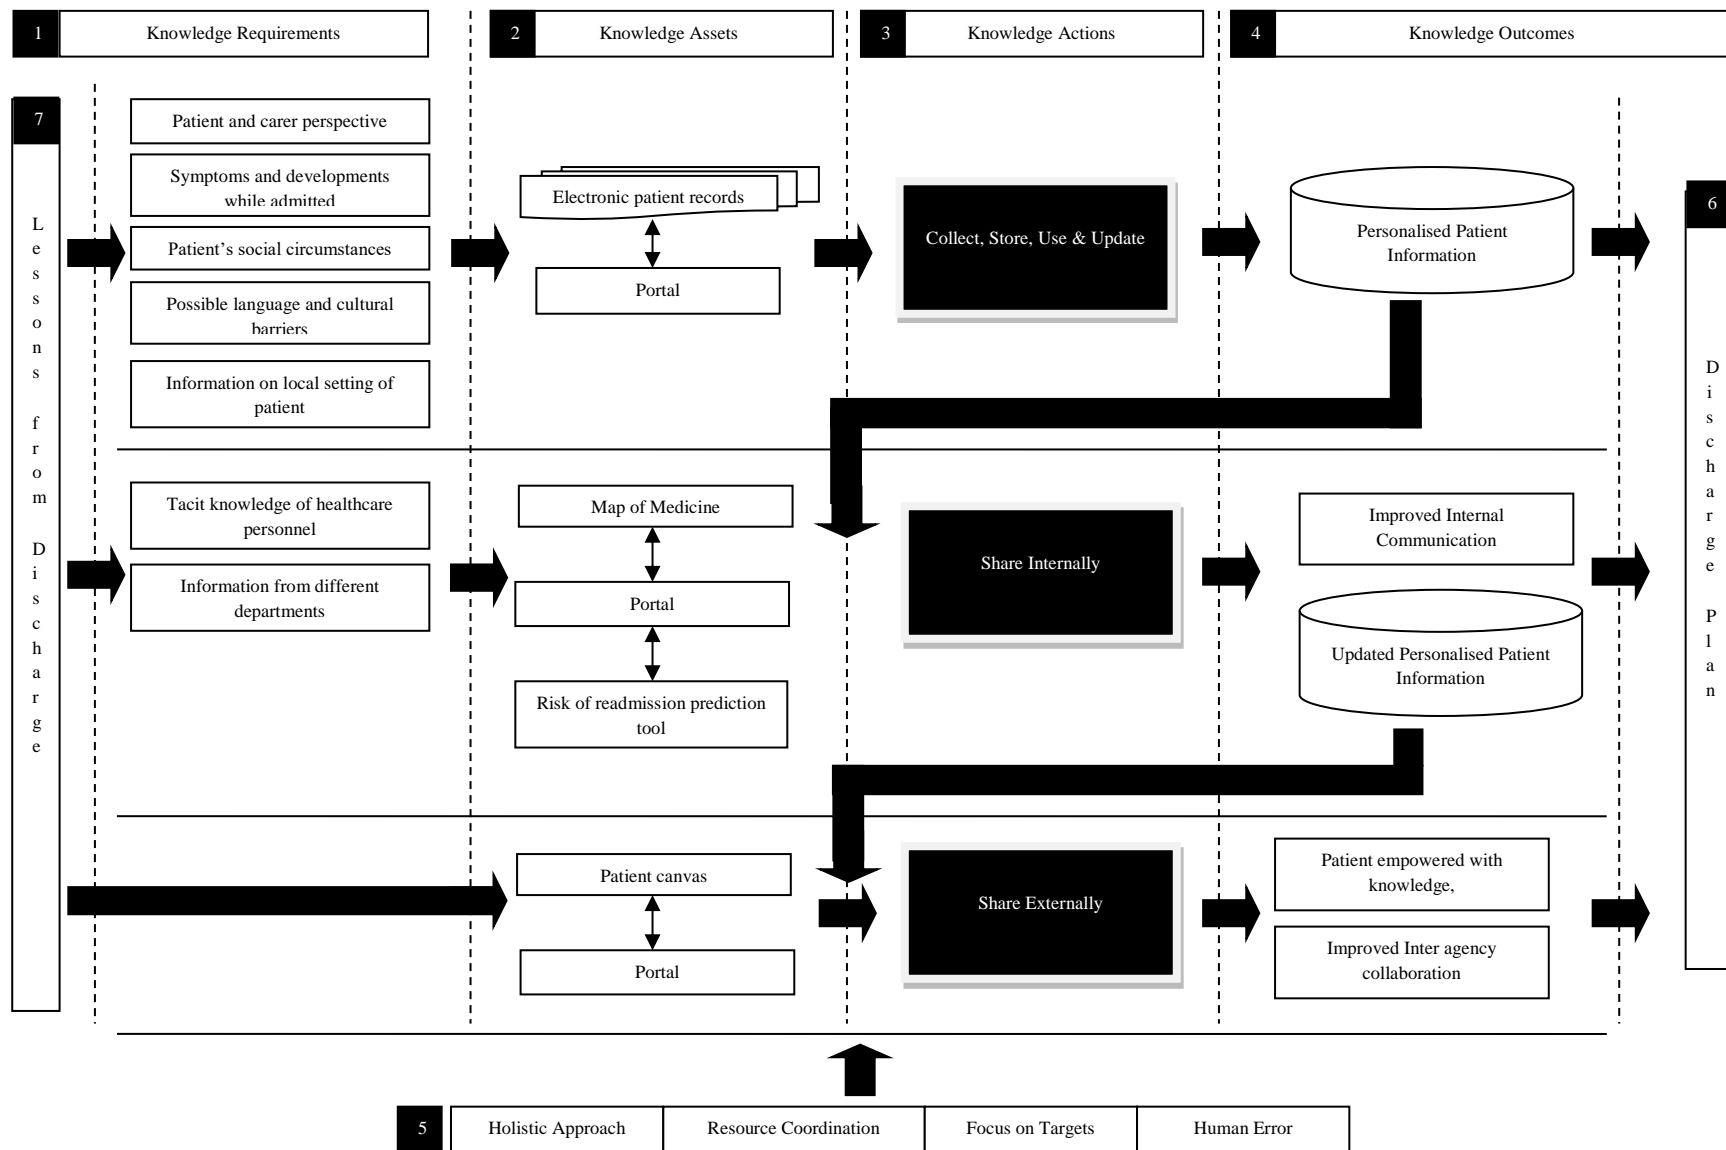 1
Knowledge Requirements
2
Knowledge Assets
3
Knowledge Actions
4
Knowledge Outcomes
7
Lessons from Discharge
Patient and carer perspective
Symptoms and developments
while admitted
Patient's social circumstances
Possible language and cultural
barriers
Information on local setting of
patient
Electronic patient records
Portal
Collect, Store, Use & Update
Personalised Patient
Information
6
Discharge Plan
Tacit knowledge of healthcare
personnel
Information from different
departments
Map of Medicine
Portal
Risk of readmission prediction
tool
Share Internally
Improved Internal
Communication
Updated Personalised Patient
Information
Patient canvas
Portal
Share Externally
Patient empowered with
knowledge,
Improved Inter agency
collaboration
5
Holistic Approach
Resource Coordination
Focus on Targets
Human Error